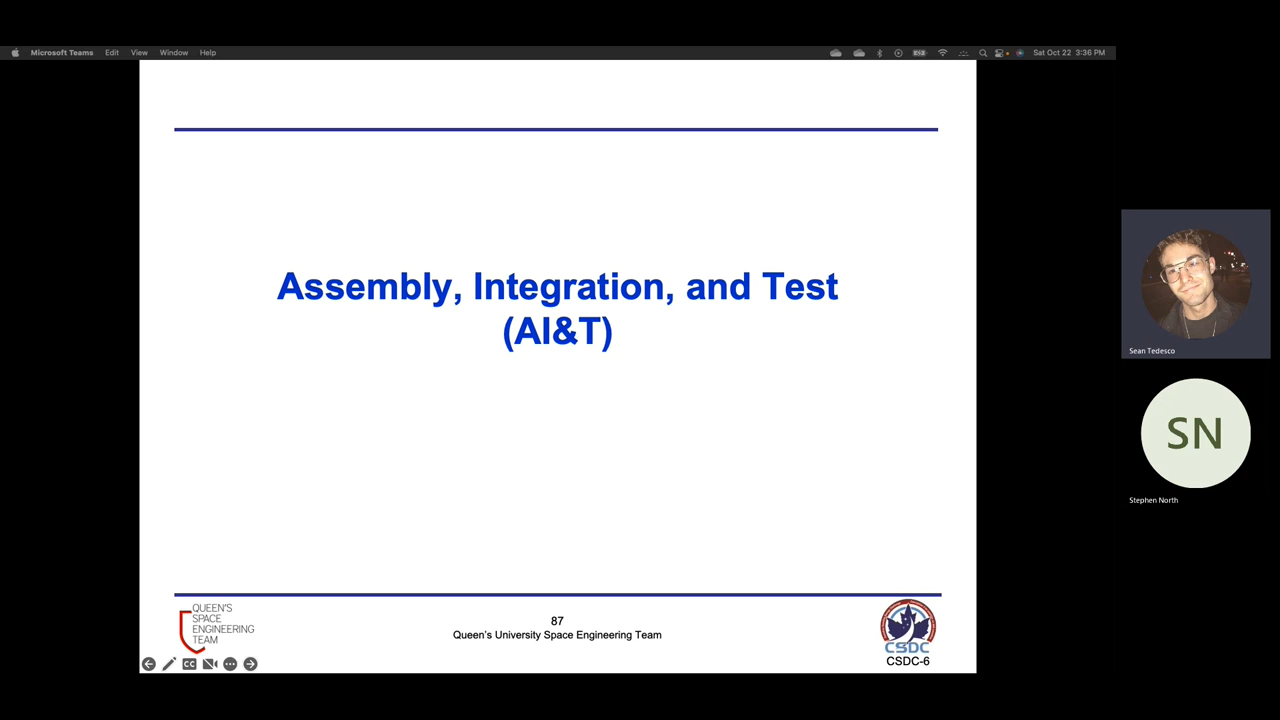 Microsoft Teams Edit View Window Help Sat Oct 22 3:36 PM
Assembly, Integration, and Test
(AI&T)
QUEEN'S
SPACE
ENGINEERING
TEAM
87
Queen's University Space Engineering Team
CSDC
CSDC-6
CC
Sean Tedesco
SN
Stephen North